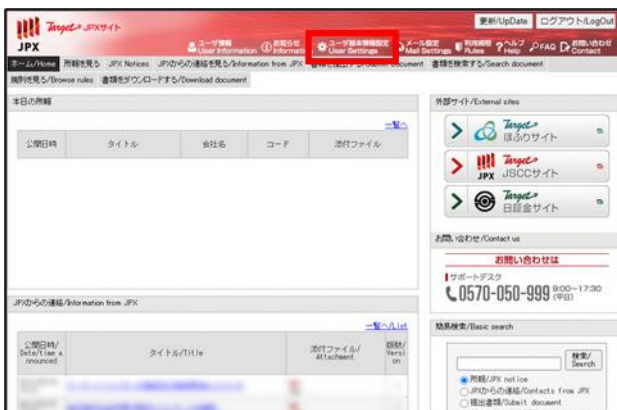 更新/UpDate ログアウト/LogOut
JPX Target JPXサイト
ユーザ情報 User Information お知らせ Informati ユーザ基本情報設定 User Settings メール設定 Mail Settings 利用規程 Rules ヘルプ Help FAQ お問い合わせ Contact
ホーム/Home 所報を見る JPX Notices JPXからの連絡を見る/Information from JPX 書類を検索する/Search document
規則を見る/Browse rules 書類をダウンロードする/Download document
本日の所報
一覧へ
公開日時 タイトル 会社名 コード 添付ファイル
外部サイト/External sites
Target ほふりサイト
JPX Target JSCCサイト
Target 日証金サイト
お問い合わせ/Contact us
お問い合わせは
サポートデスク
0570-050-999 9:00~17:30 (平日)
JPXからの連絡/Information from JPX
一覧へ/List
公開日時/Date/time announced タイトル/Title 添付ファイル/Attachment 版数/Version
簡易検索/Basic search
検索/Search
所報/JPX notice
JPXからの連絡/Contacts from JPX
提出書類/Submit document